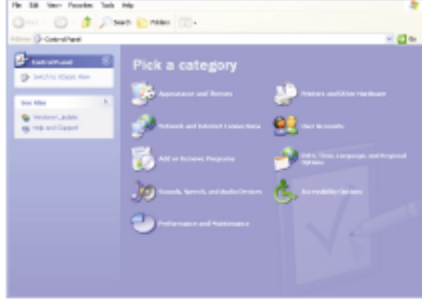 File Edit View Favorites Tools Help
Search Folders
Address Control Panel Go
Control Panel
Switch to Classic View
See Also
Windows Update
Help and Support
Pick a category
Appearance and Themes
Printers and Other Hardware
Network and Internet Connections
User Accounts
Add or Remove Programs
Date, Time, Language, and Regional
Options
Sounds, Speech, and Audio Devices
Accessibility Options
Performance and Maintenance